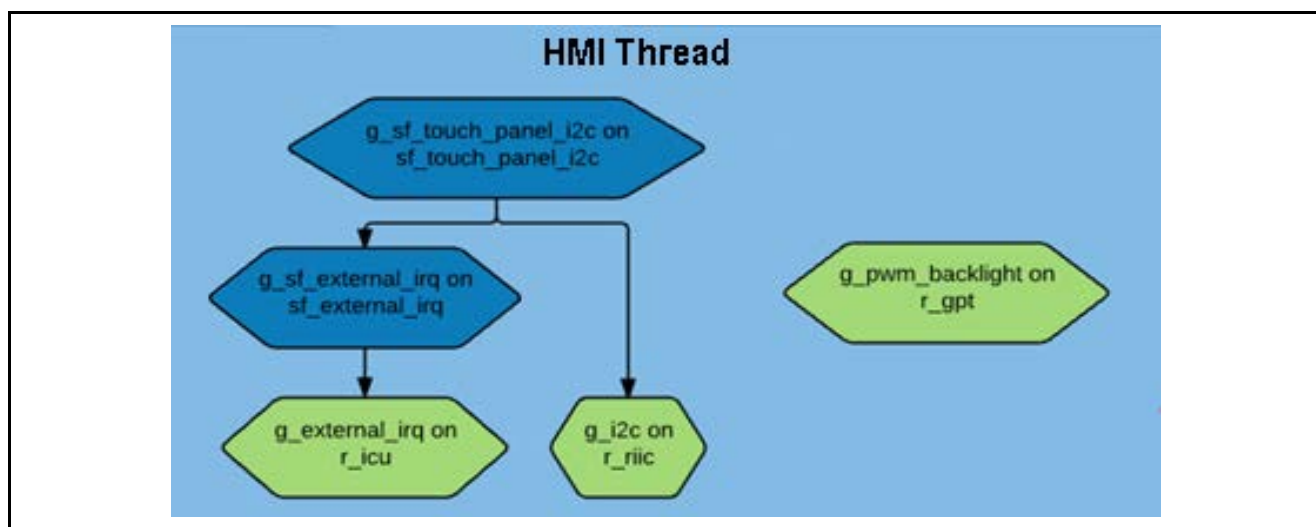 HMI Thread
g_sf_touch_panel_i2c on
sf_touch_panel_i2c
g_sf_external_irq on
sf_external_irq
g_pwm_backlight on
r_gpt
g_external_irq on
r_icu
g_i2c on
r_riic